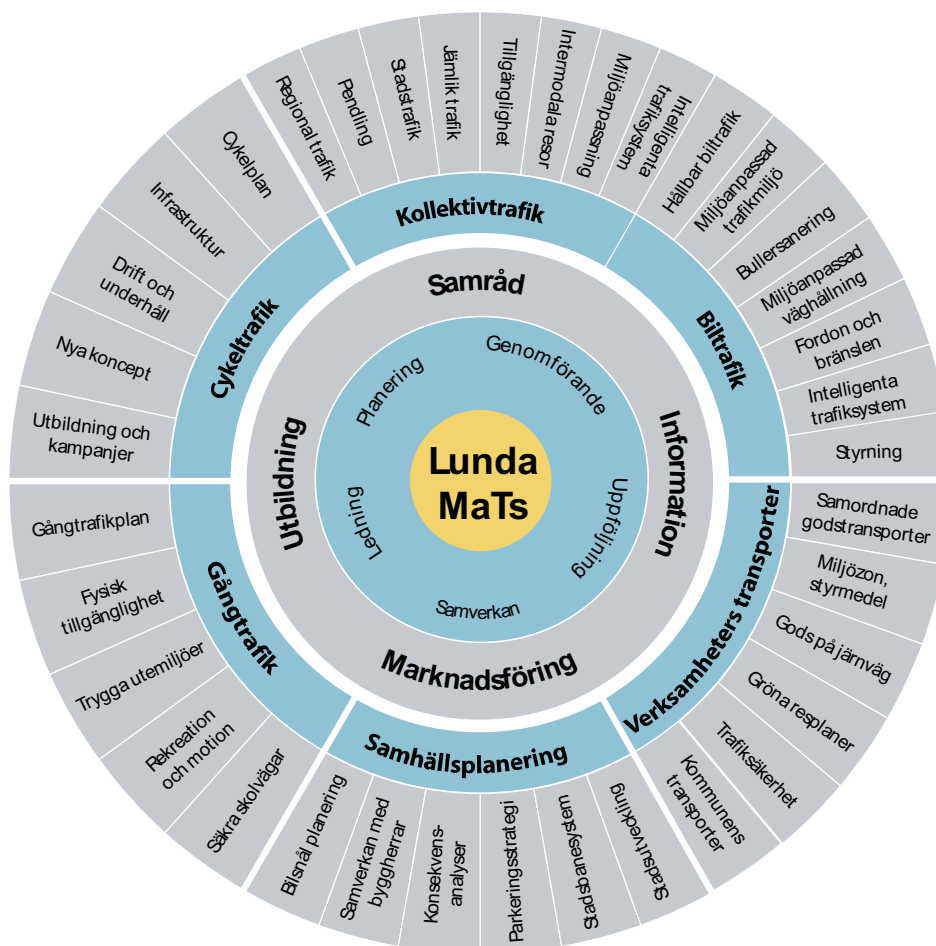 Lunda
MaTs
Planering
Genomförande
Uppföljning
Samverkan
Ledning
Samråd
Information
Marknadsföring
Utbildning
Kollektivtrafik
Regional trafik
Pendling
Stadstrafik
Jämlik trafik
Tillgänglighet
Intermodala resor
Miljöanpassning
Intelligenta
trafiksystem
Biltrafik
Hållbar biltrafik
Miljöanpassad
trafikmiljö
Bullersanering
Miljöanpassad
väghållning
Fordon och
bränslen
Intelligenta
trafiksystem
Styrning
Verksamheters transporter
Samordnade
godstransporter
Miljözon,
styrmedel
Gods på järnväg
Gröna resplaner
Trafiksäkerhet
Kommunens
transporter
Samhällsplanering
Stadsutveckling
Stadsbanesystem
Parkeringsstrategi
Konsekvens-
analyser
Samverkan med
byggherrar
Bilsnål planering
Gångtrafik
Säkra skolvägar
Rekreation
och motion
Trygga utemiljöer
Fysisk
tillgänglighet
Gångtrafikplan
Cykeltrafik
Utbildning och
kampanjer
Nya koncept
Drift och
underhåll
Infrastruktur
Cykelplan